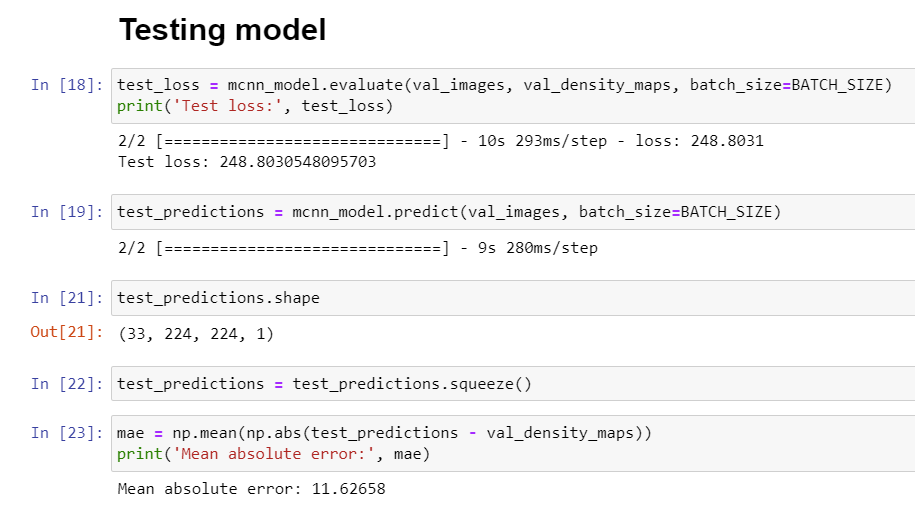 Testing model
In [18]: test_loss = mcnn_model.evaluate(val_images, val_density_maps, batch_size=BATCH_SIZE)
print('Test loss:', test_loss)
2/2 [==============================] - 10s 293ms/step - loss: 248.8031
Test loss: 248.8030548095703
In [19]: test_predictions = mcnn_model.predict(val_images, batch_size=BATCH_SIZE)
2/2 [==============================] - 9s 280ms/step
In [21]: test_predictions.shape
Out[21]: (33, 224, 224, 1)
In [22]: test_predictions = test_predictions.squeeze()
In [23]: mae = np.mean(np.abs(test_predictions - val_density_maps))
print('Mean absolute error:', mae)
Mean absolute error: 11.62658